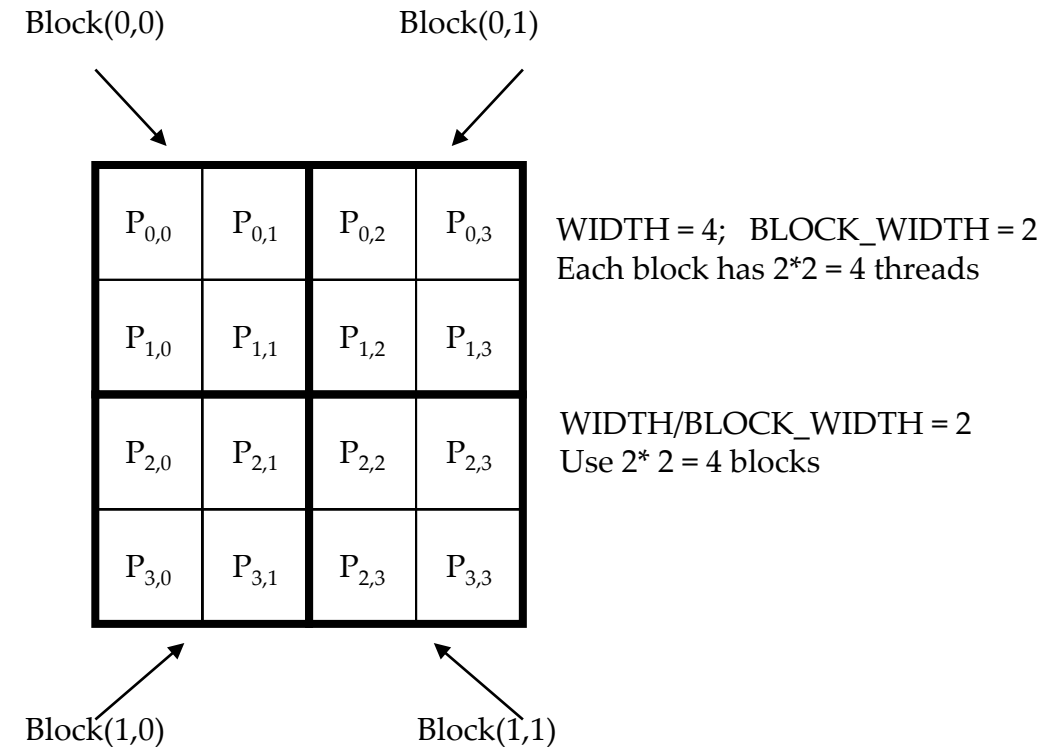 Block(0,0) Block(0,1)
P0,0 P0,1 P0,2 P0,3
WIDTH = 4; BLOCK_WIDTH = 2
Each block has 2*2 = 4 threads
P1,0 P1,1 P1,2 P1,3
WIDTH/BLOCK_WIDTH = 2
Use 2* 2 = 4 blocks
P2,0 P2,1 P2,2 P2,3
P3,0 P3,1 P2,3 P3,3
Block(1,0) Block(1,1)